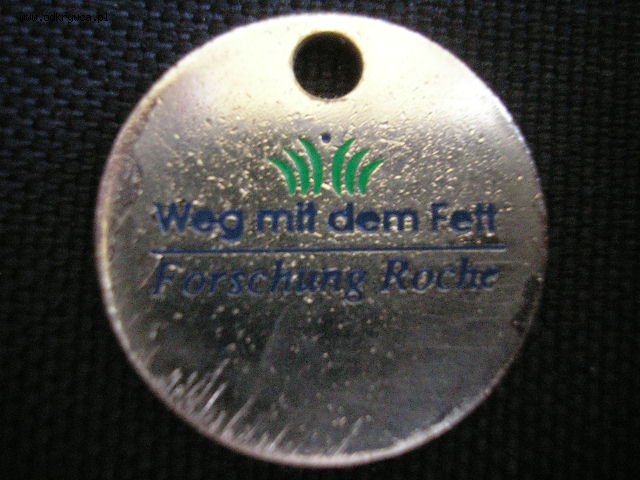 Weg mit dem Fett
Forschung Roche